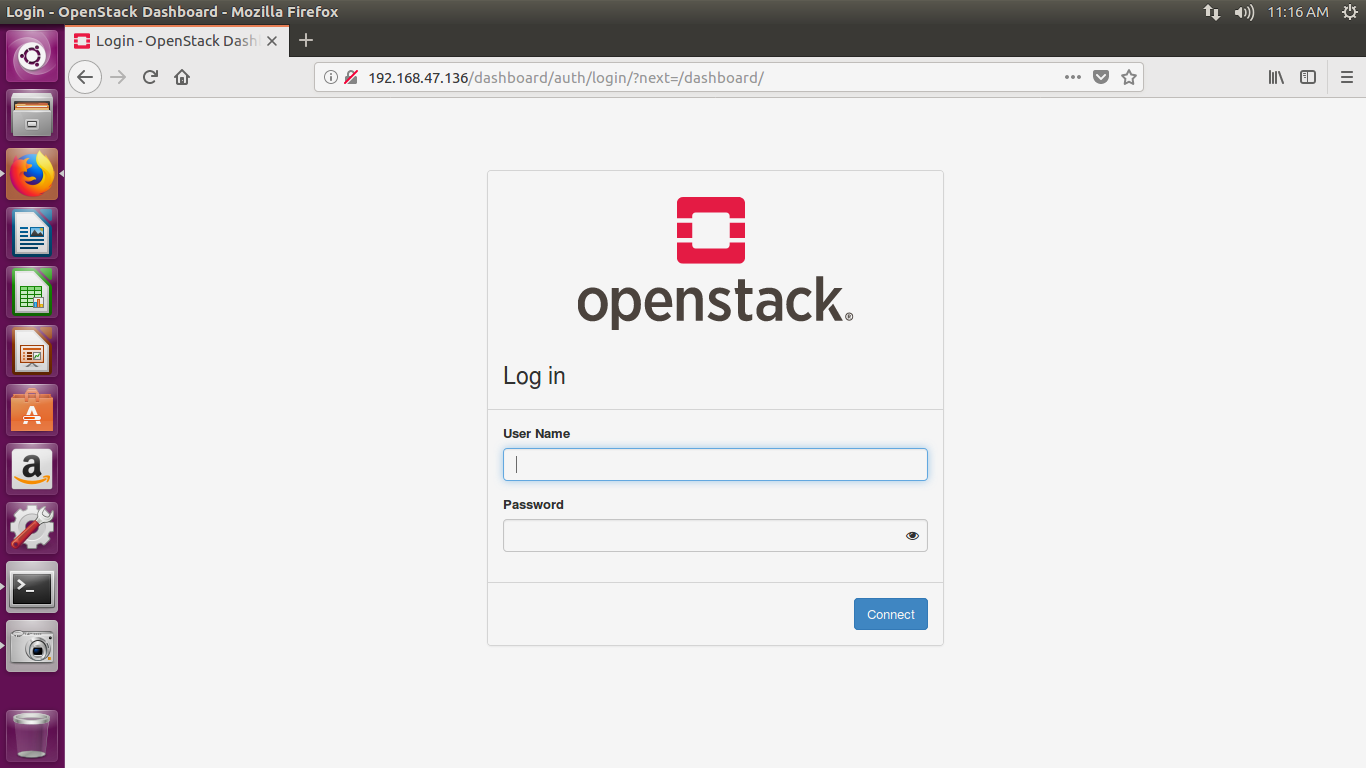 Login - OpenStack Dashboard - Mozilla Firefox
11:16 AM
Login - OpenStack Dash
192.168.47.136/dashboard/auth/login/?next=/dashboard/
openstack®
Log in
User Name
Password
Connect